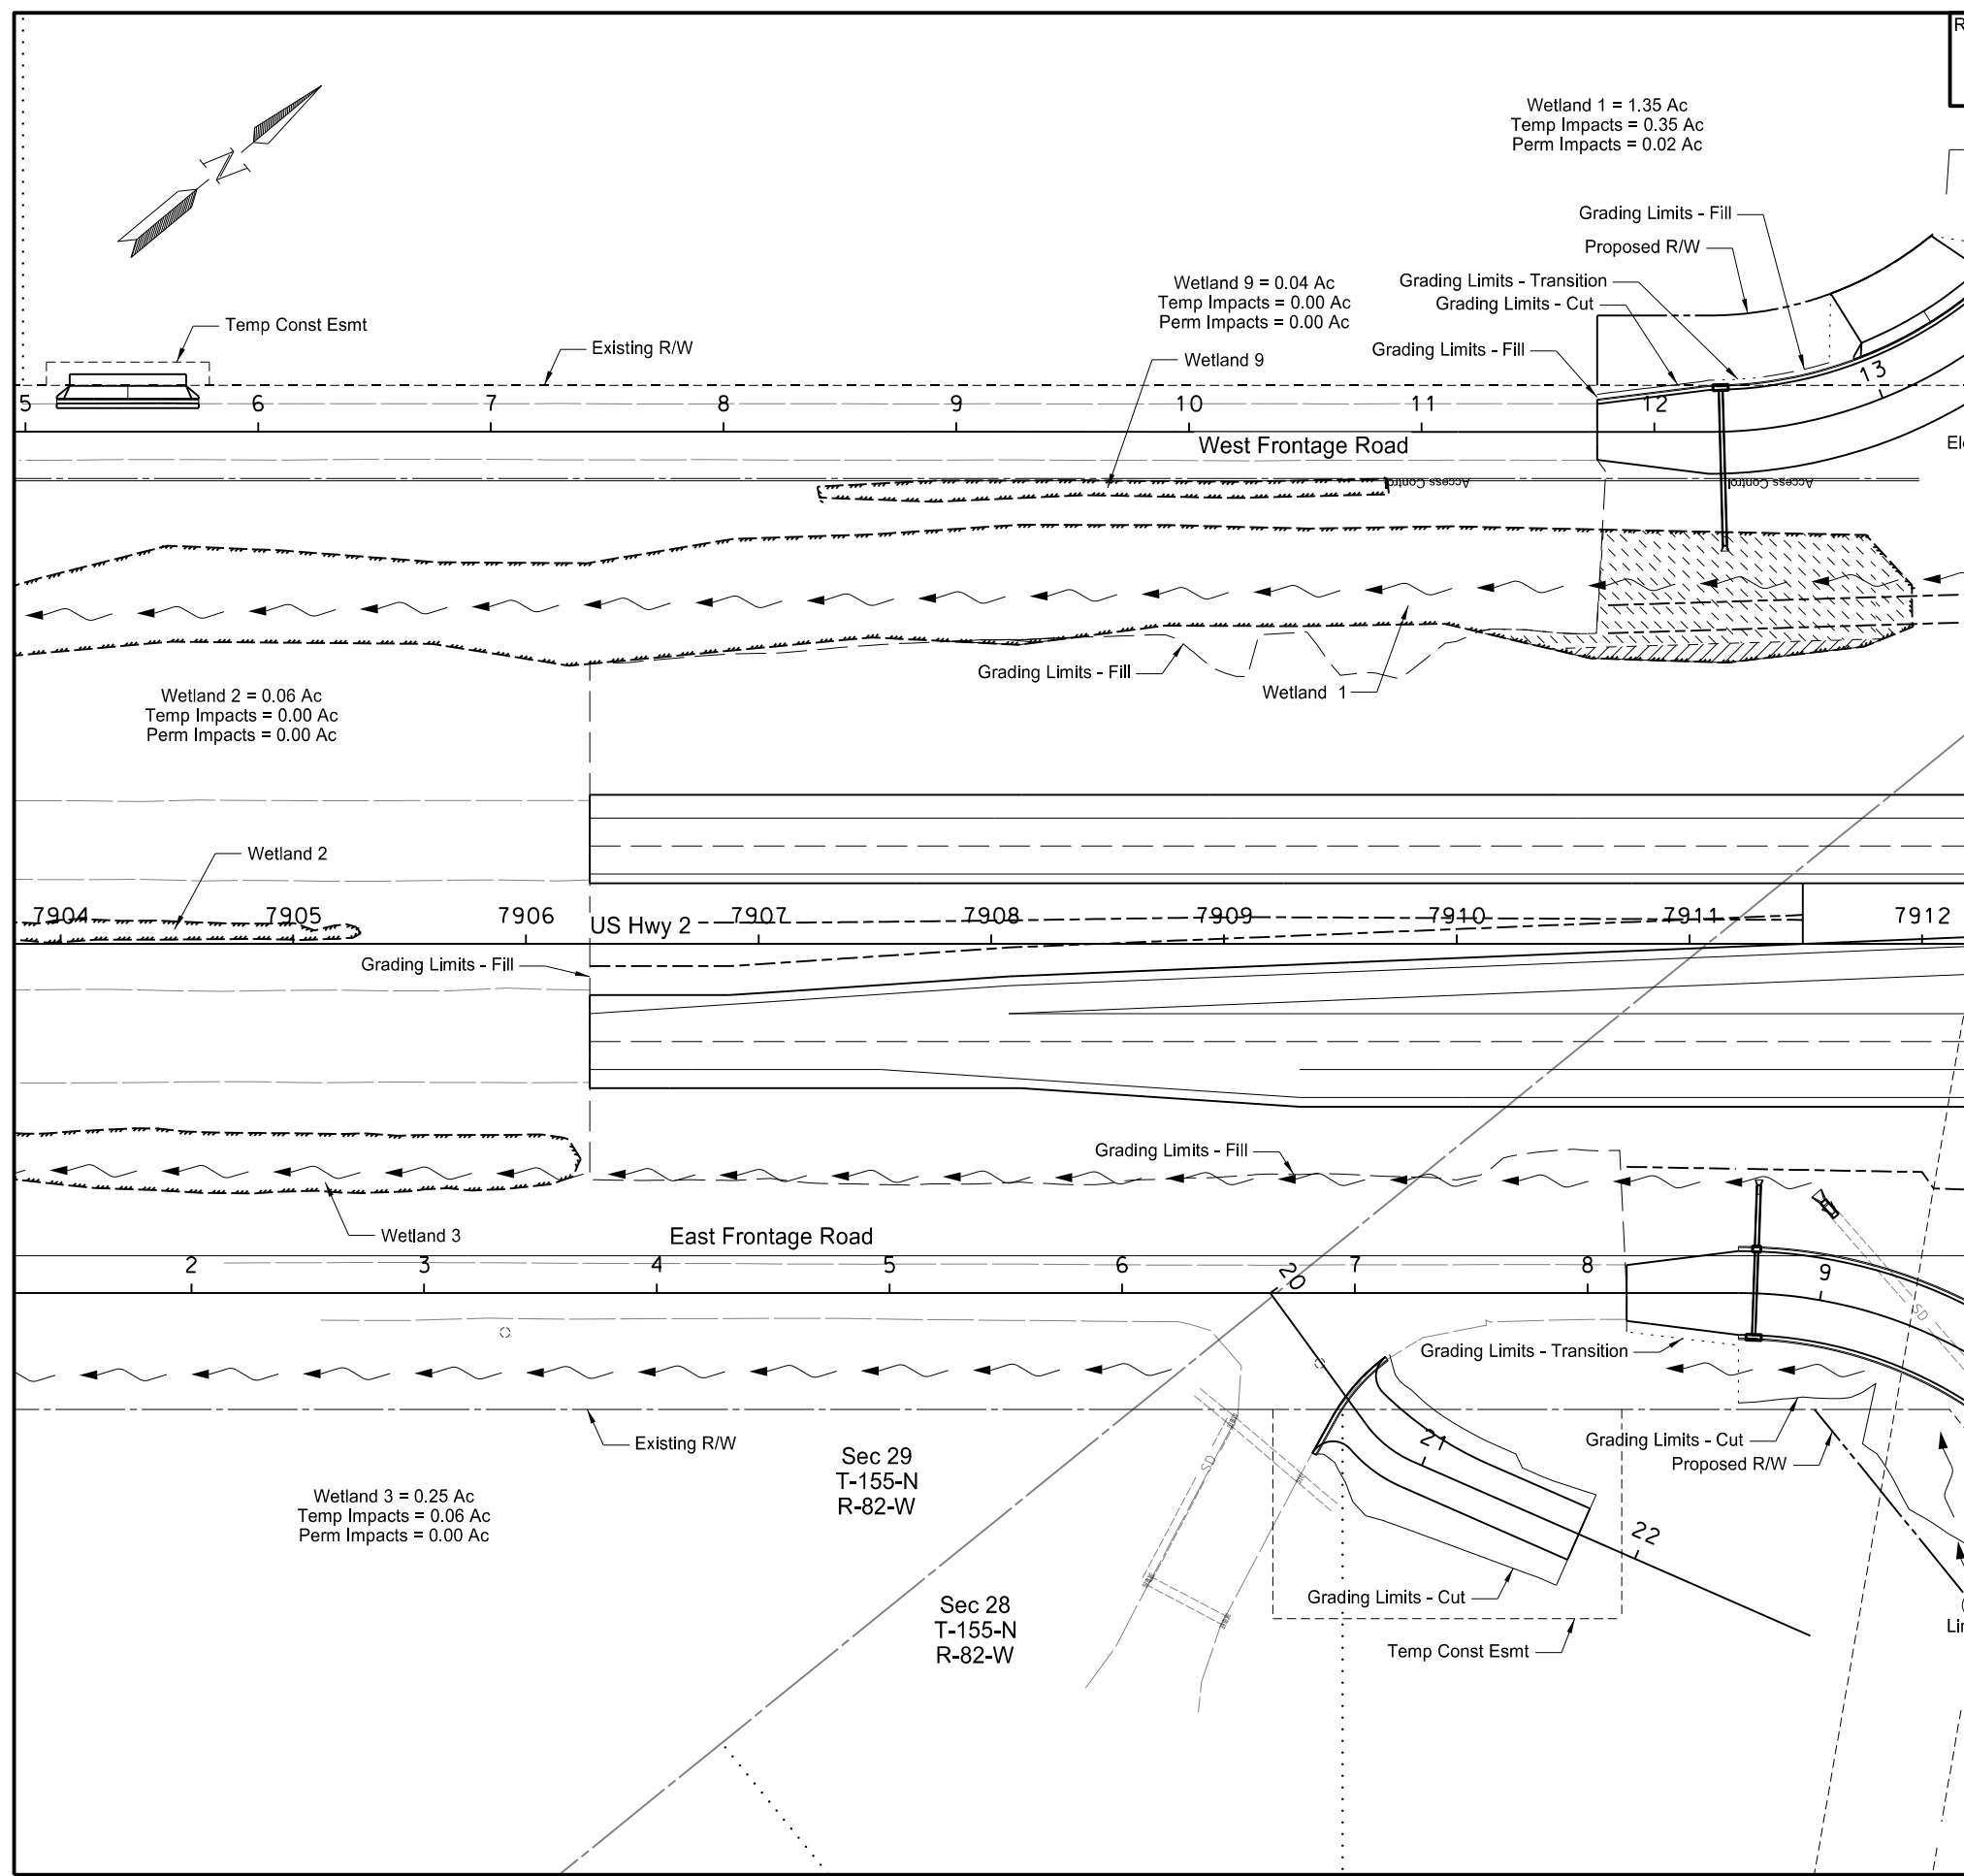 R
Wetland 1 = 1.35 Ac
Temp Impacts = 0.35 Ac
Perm Impacts = 0.02 Ac
N
Grading Limits - Fill
Proposed R/W
Grading Limits - Transition
Grading Limits - Cut
Wetland 9 = 0.04 Ac
Temp Impacts = 0.00 Ac
Perm Impacts = 0.00 Ac
Temp Const Esmt
Existing R/W
Grading Limits - Fill
Wetland 9
5 6 7 8 9 10 11 12 13
West Frontage Road
Access Control Access Control
Grading Limits - Fill
Wetland 1
Wetland 2 = 0.06 Ac
Temp Impacts = 0.00 Ac
Perm Impacts = 0.00 Ac
Wetland 2
7904 7905 7906 7907 7908 7909 7910 7911 7912
US Hwy 2
Grading Limits - Fill
Grading Limits - Fill
Wetland 3
East Frontage Road
2 3 4 5 6 7 8 9
20
SD
Grading Limits - Transition
Existing R/W
Grading Limits - Cut
Proposed R/W
21
SD
Sec 29
T-155-N
R-82-W
Wetland 3 = 0.25 Ac
Temp Impacts = 0.06 Ac
Perm Impacts = 0.00 Ac
22
Grading Limits - Cut
Sec 28
T-155-N
R-82-W
Temp Const Esmt